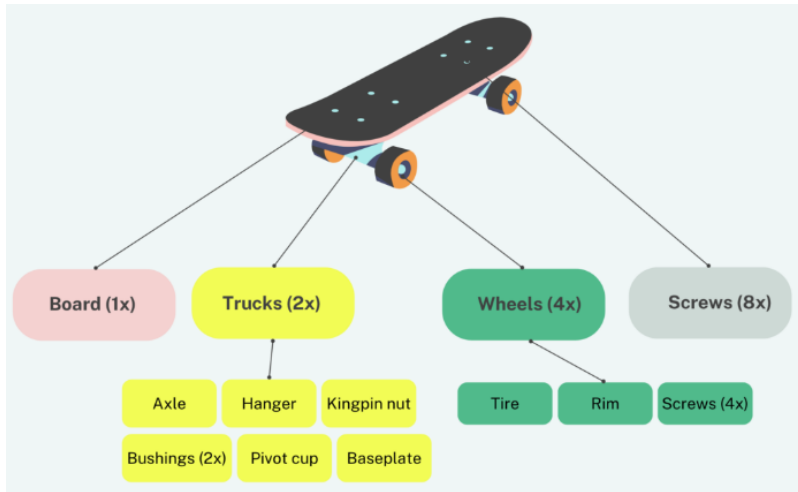 Board (1x)
Trucks (2x)
Wheels (4x)
Screws (8x)
Axle
Hanger
Kingpin nut
Bushings (2x)
Pivot cup
Baseplate
Tire
Rim
Screws (4x)